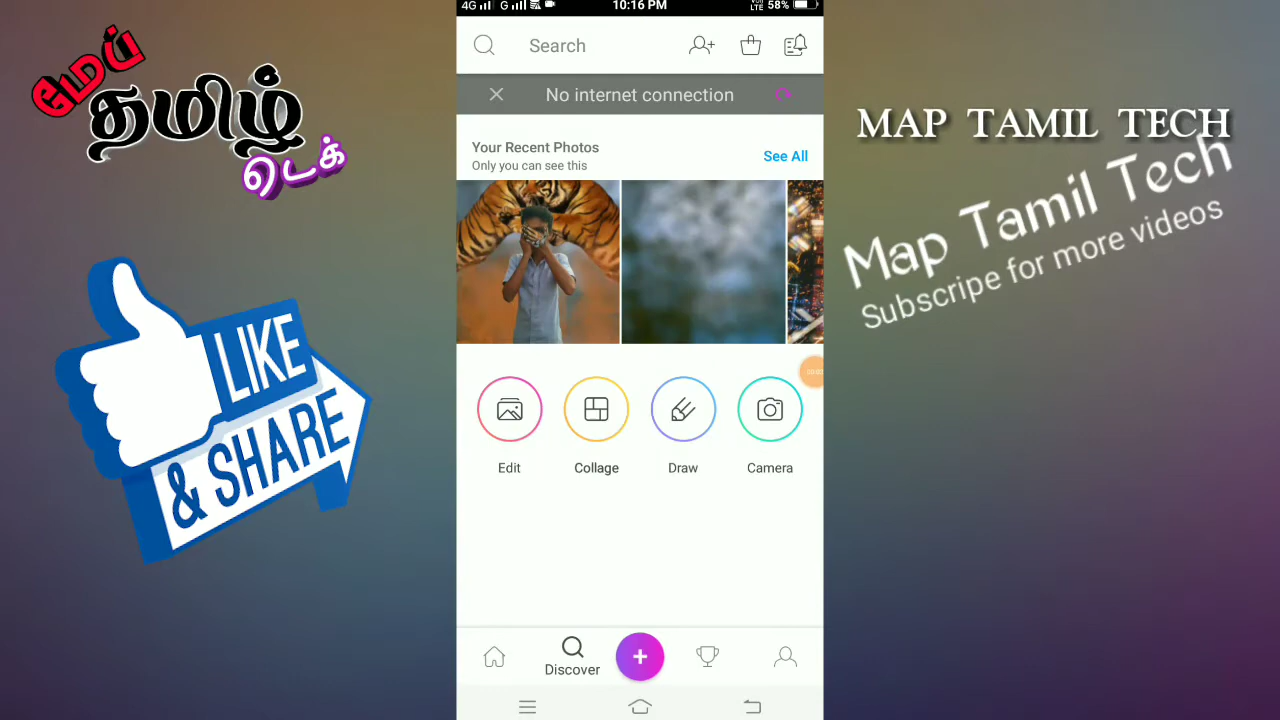 மேப்
தமிழ்
டெக்
LIKE
& SHARE
4G G 10:16 PM VoD LTE 58%
Search
No internet connection
Your Recent Photos
Only you can see this
See All
Edit Collage Draw Camera
Discover
MAP TAMIL TECH
Map Tamil Tech
Subscripe for more videos